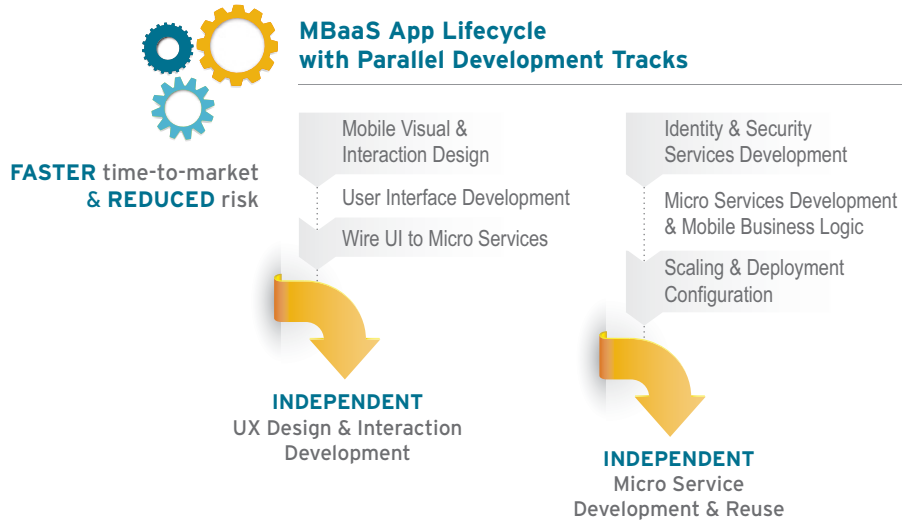 MBaaS App Lifecycle
with Parallel Development Tracks
FASTER time-to-market
& REDUCED risk
Mobile Visual &
Interaction Design
User Interface Development
Wire UI to Micro Services
INDEPENDENT
UX Design & Interaction
Development
Identity & Security
Services Development
Micro Services Development
& Mobile Business Logic
Scaling & Deployment
Configuration
INDEPENDENT
Micro Service
Development & Reuse